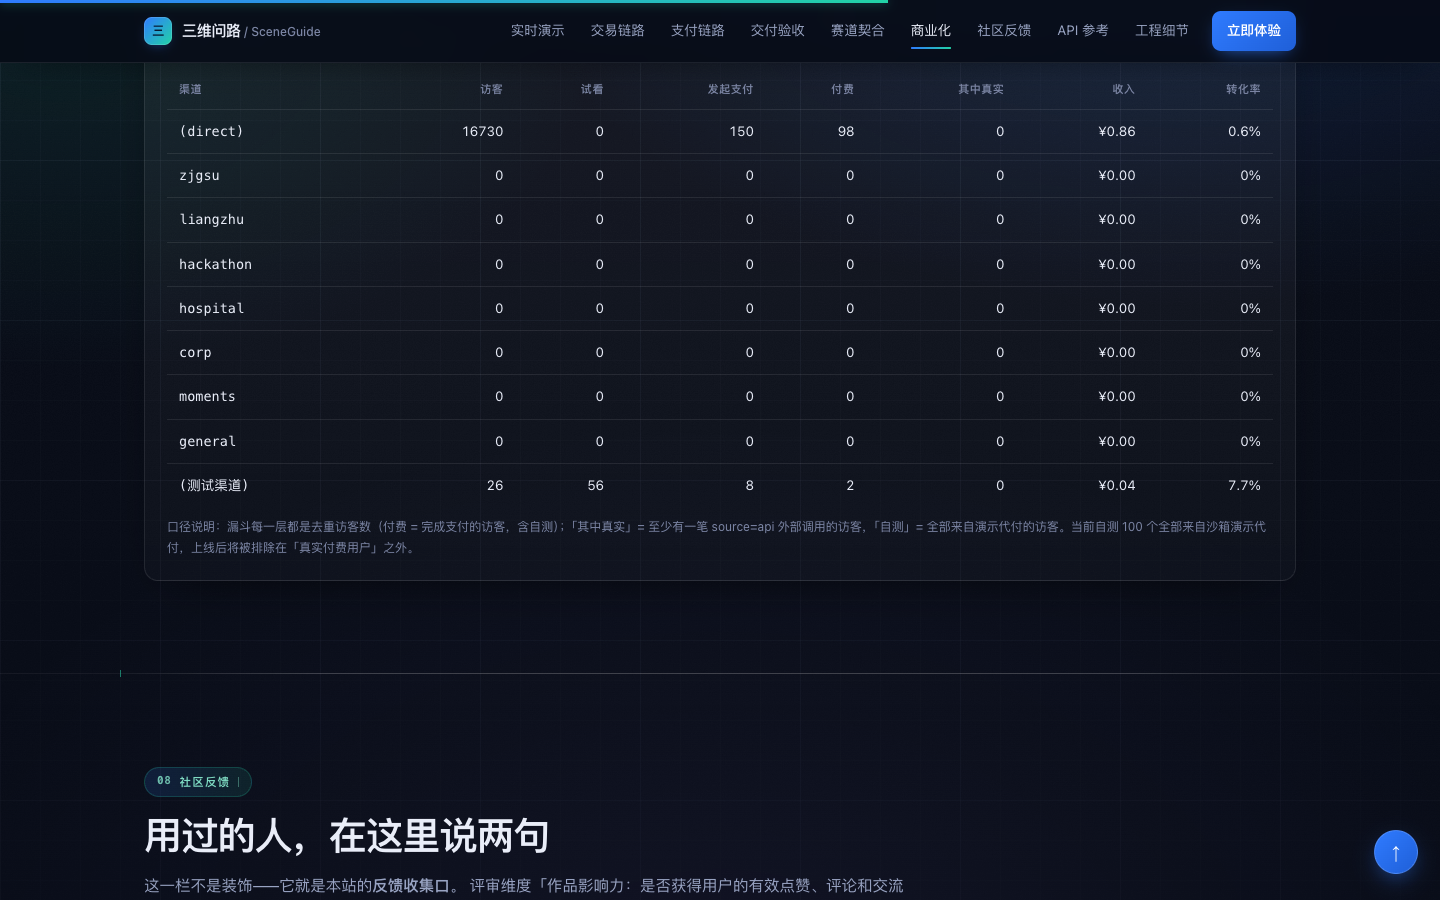 三 三维问路 / SceneGuide 实时演示 交易链路 支付链路 交付验收 赛道契合 商业化 社区反馈 API 参考 工程细节 立即体验
渠道 访客 试看 发起支付 付费 其中真实 收入 转化率
(direct) 16730 0 150 98 0 ¥0.86 0.6%
zjgsu 0 0 0 0 0 ¥0.00 0%
liangzhu 0 0 0 0 0 ¥0.00 0%
hackathon 0 0 0 0 0 ¥0.00 0%
hospital 0 0 0 0 0 ¥0.00 0%
corp 0 0 0 0 0 ¥0.00 0%
moments 0 0 0 0 0 ¥0.00 0%
general 0 0 0 0 0 ¥0.00 0%
(测试渠道) 26 56 8 2 0 ¥0.04 7.7%
口径说明：漏斗每一层都是去重访客数（付费 = 完成支付的访客，含自测）；「其中真实」= 至少有一笔 source=api 外部调用的访客，「自测」= 全部来自演示代付的访客。当前自测 100 个全部来自沙箱演示代
付，上线后将被排除在「真实付费用户」之外。
08 社区反馈
用过的人，在这里说两句
这一栏不是装饰——它就是本站的反馈收集口。 评审维度「作品影响力：是否获得用户的有效点赞、评论和交流
↑